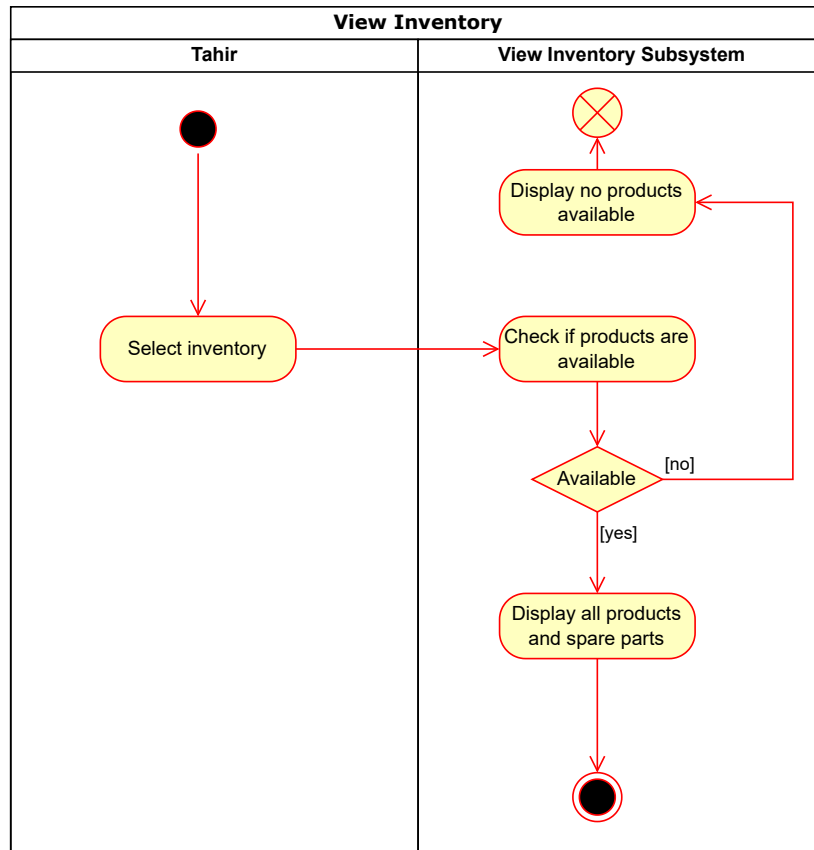 View Inventory
Tahir
View Inventory Subsystem
Display no products
available
Select inventory
Check if products are
available
Available
[no]
[yes]
Display all products
and spare parts